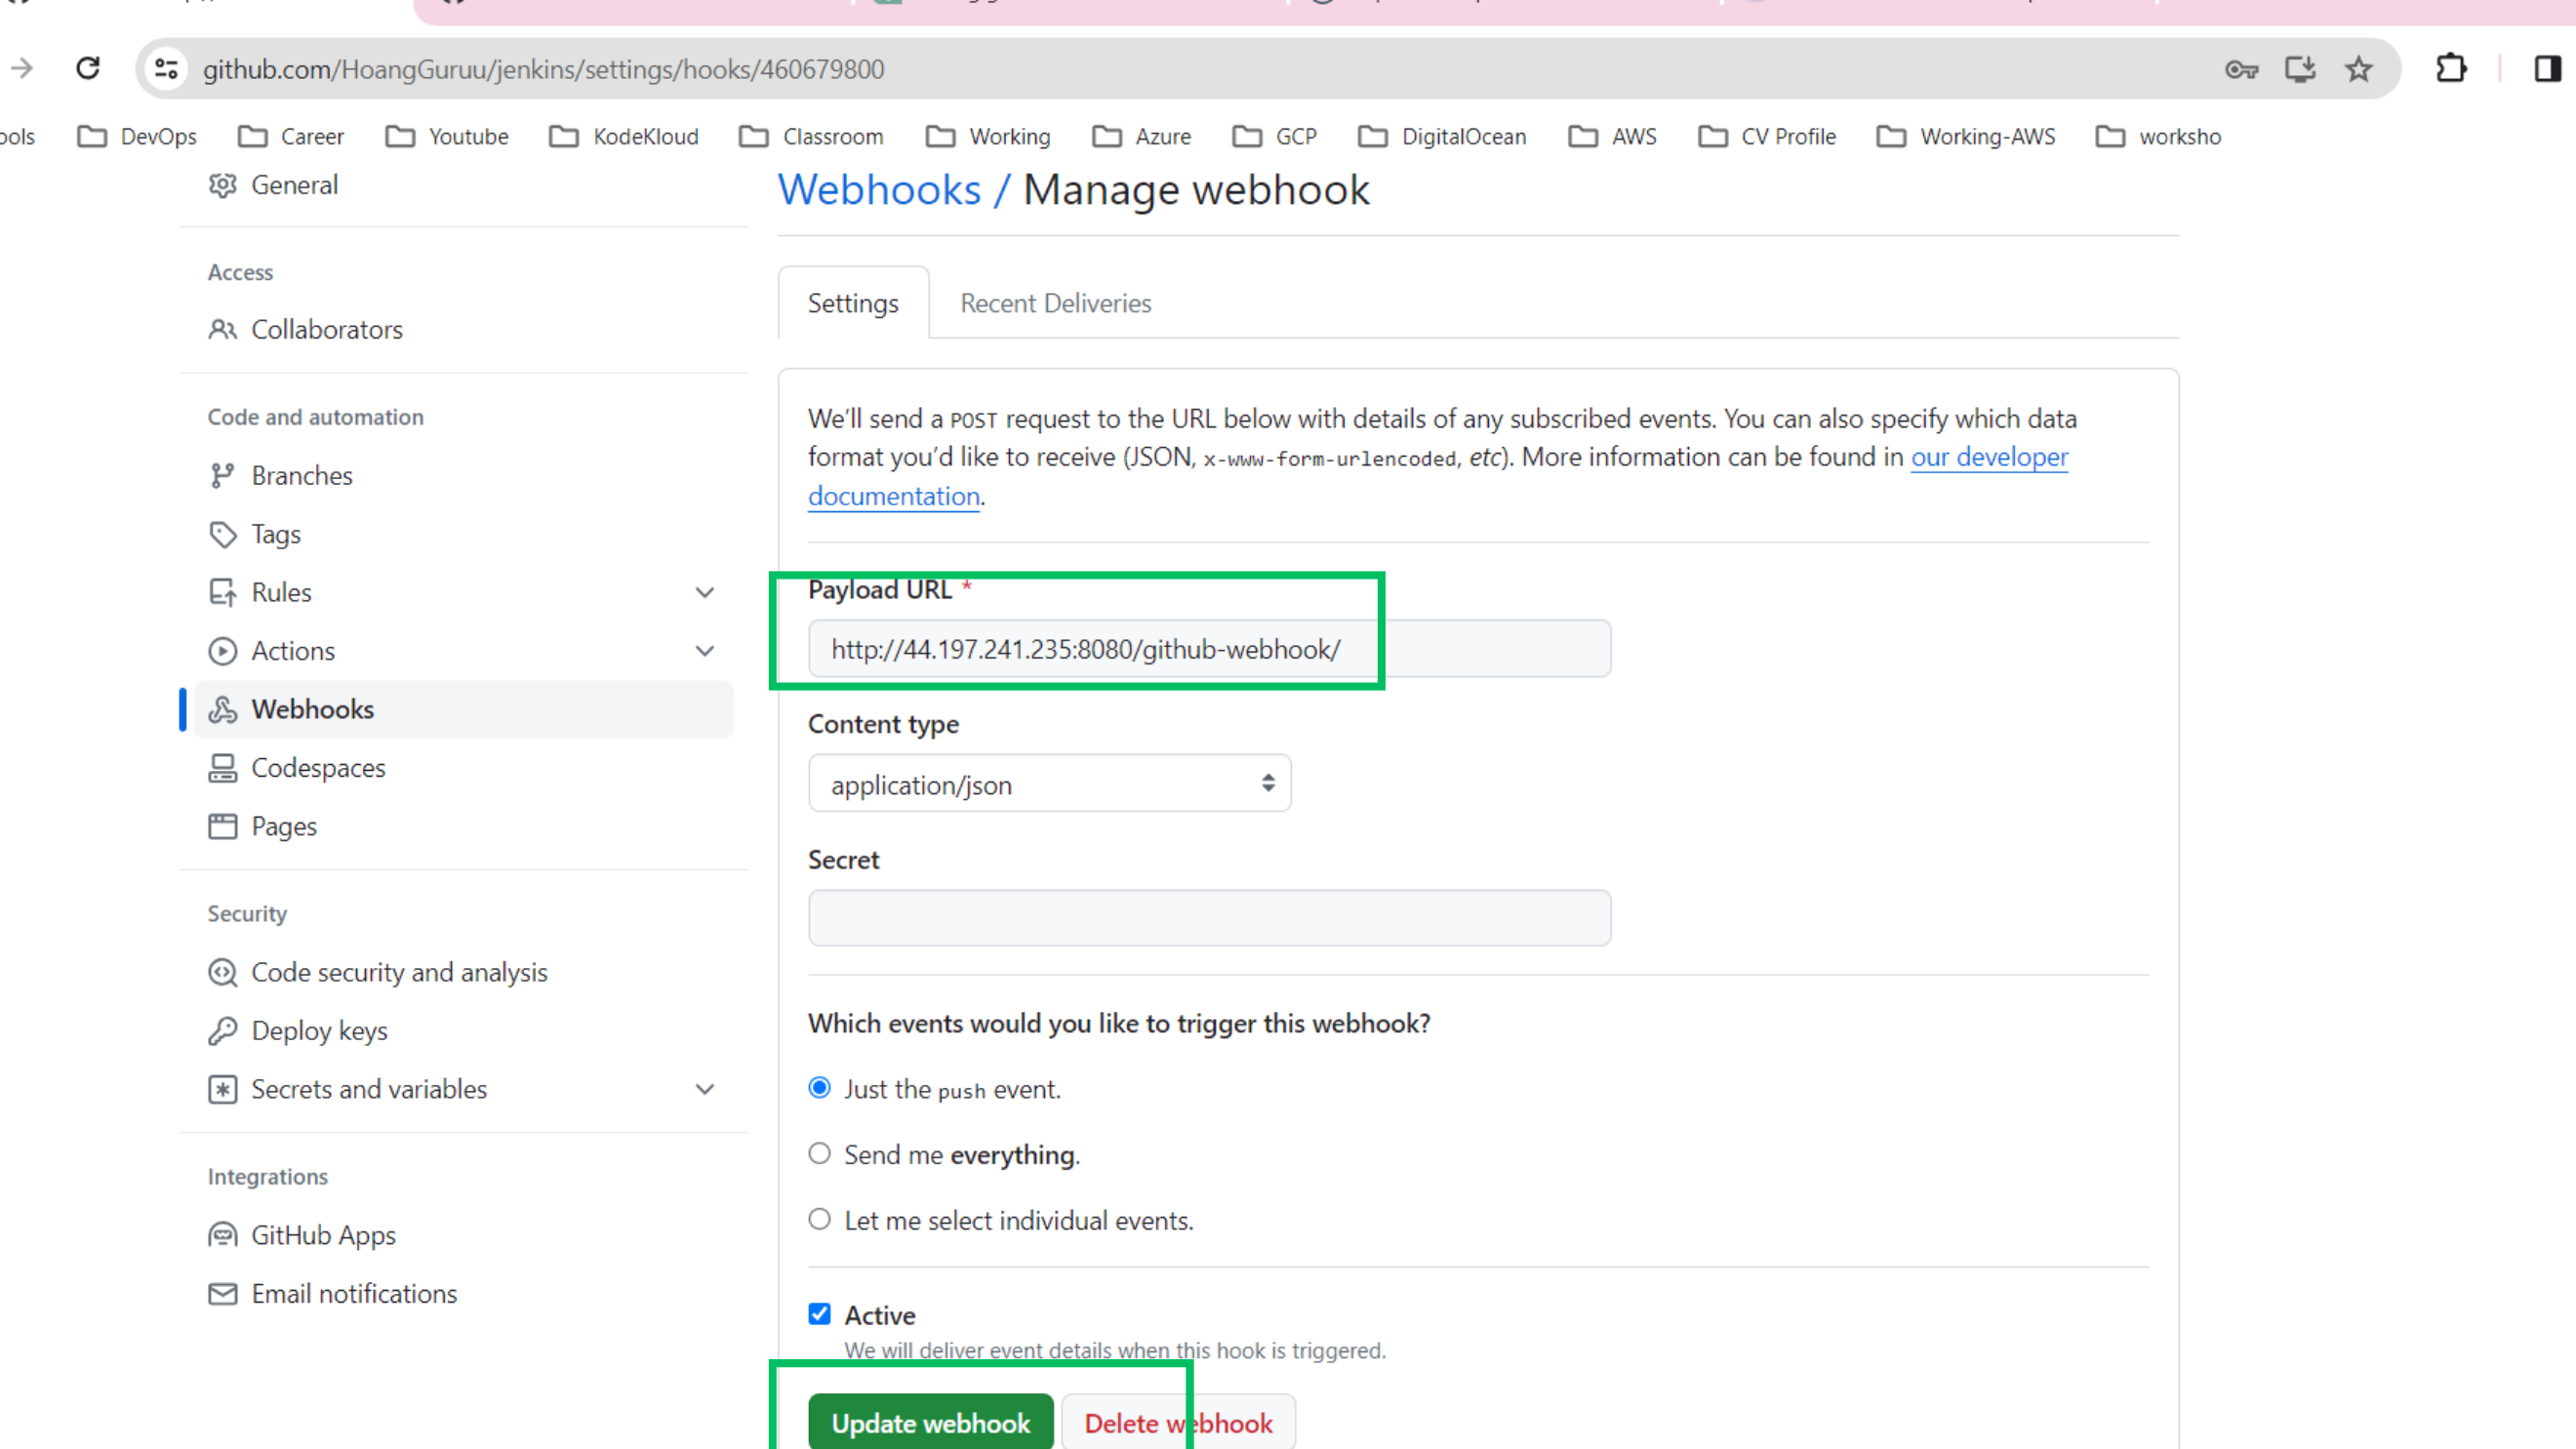 github.com/HoangGuruu/jenkins/settings/hooks/460679800
ools DevOps Career Youtube KodeKloud Classroom Working Azure GCP DigitalOcean AWS CV Profile Working-AWS worksho
General
Access
Collaborators
Code and automation
Branches
Tags
Rules
Actions
Webhooks
Codespaces
Pages
Security
Code security and analysis
Deploy keys
Secrets and variables
Integrations
GitHub Apps
Email notifications
Webhooks / Manage webhook
Settings Recent Deliveries
We'll send a POST request to the URL below with details of any subscribed events. You can also specify which data
format you'd like to receive (JSON, x-www-form-urlencoded, etc). More information can be found in our developer
documentation.
Payload URL *
http://44.197.241.235:8080/github-webhook/
Content type
application/json
Secret
Which events would you like to trigger this webhook?
Just the push event.
Send me everything.
Let me select individual events.
Active
We will deliver event details when this hook is triggered.
Update webhook Delete webhook